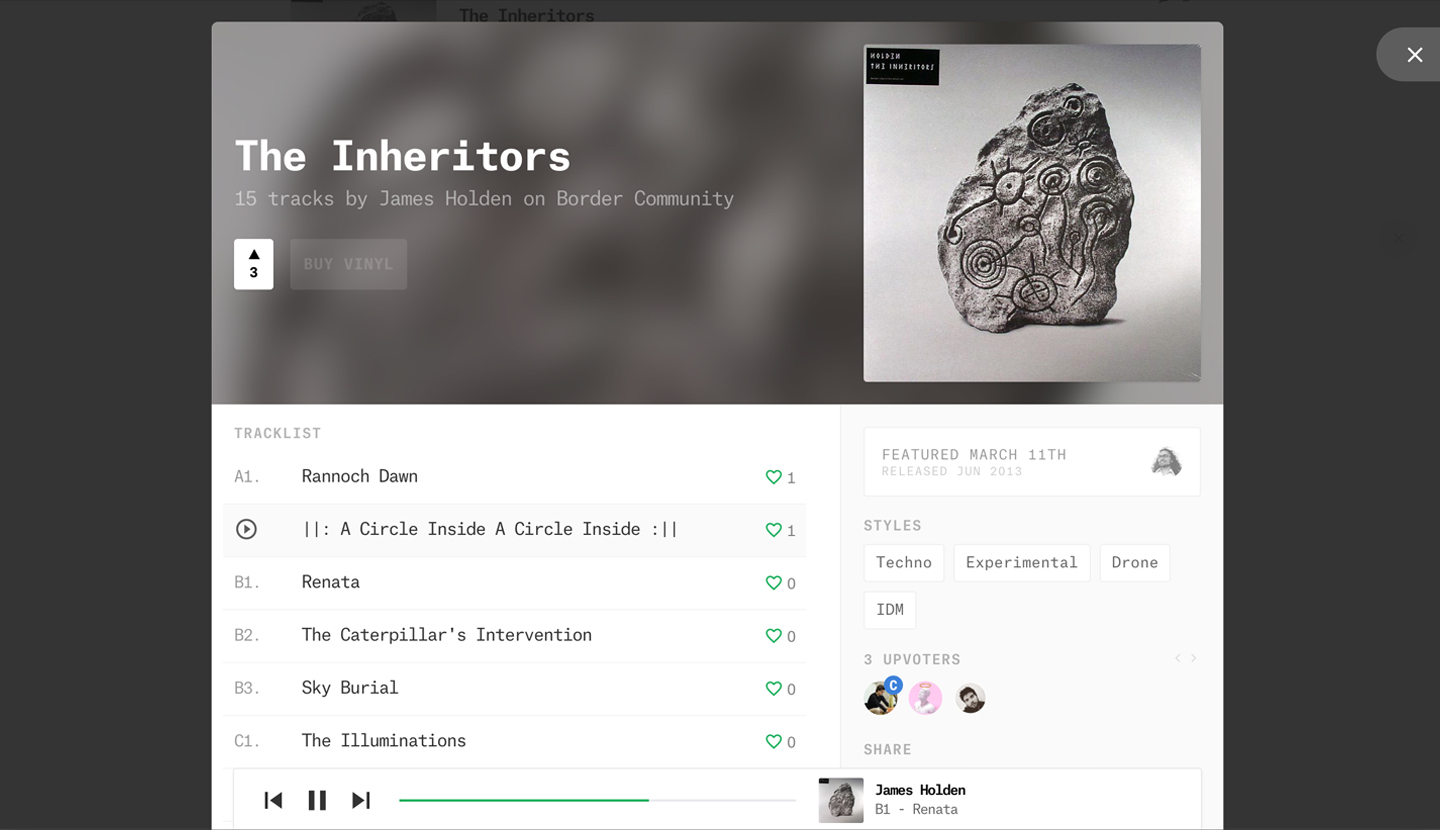 The Inheritors
HOLDEN
THE INHERITORS
The Inheritors
15 tracks by James Holden on Border Community
3
BUY VINYL
TRACKLIST
A1. Rannoch Dawn 1
||: A Circle Inside A Circle Inside :|| 1
B1. Renata 0
B2. The Caterpillar's Intervention 0
B3. Sky Burial 0
C1. The Illuminations 0
FEATURED MARCH 11TH
RELEASED JUN 2013
STYLES
Techno Experimental Drone
IDM
3 UPVOTERS
C
SHARE
James Holden
B1 - Renata